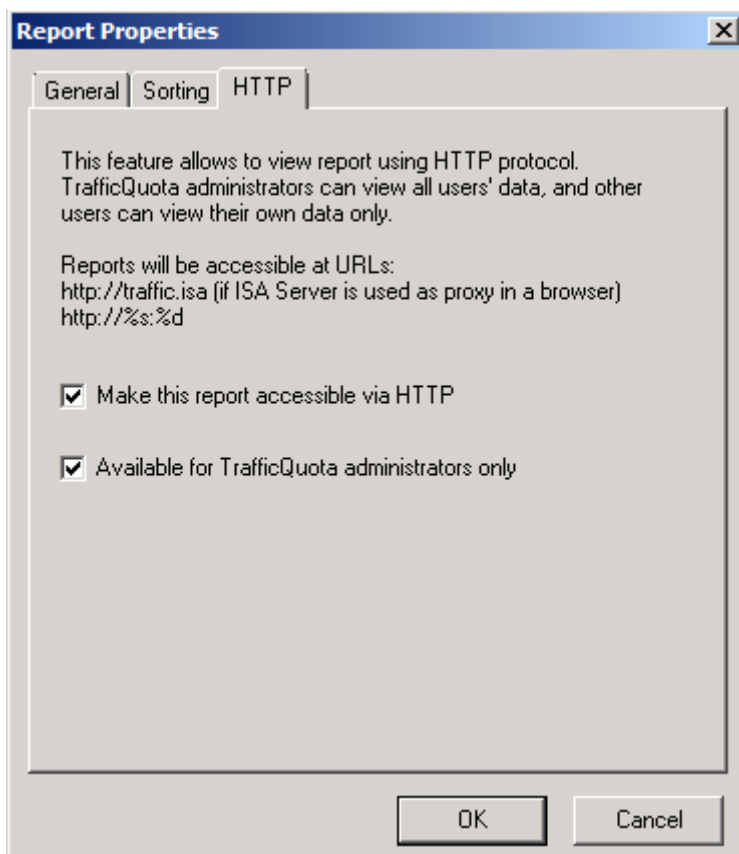 Report Properties
General Sorting HTTP
This feature allows to view report using HTTP protocol.
TrafficQuota administrators can view all users' data, and other
users can view their own data only.
Reports will be accessible at URLs:
http://traffic.isa (if ISA Server is used as proxy in a browser)
http://%s:%d
Make this report accessible via HTTP
Available for TrafficQuota administrators only
OK Cancel